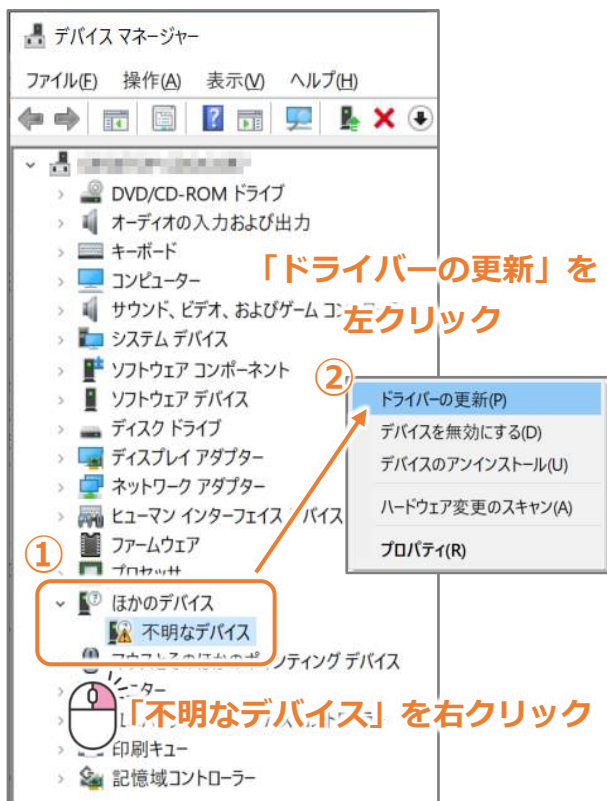 デバイス マネージャー
ファイル(F) 操作(A) 表示(V) ヘルプ(H)
DVD/CD-ROM ドライブ
オーディオの入力および出力
キーボード
コンピューター
「ドライバーの更新」を
左クリック
サウンド、ビデオ、およびゲーム コン
システム デバイス
ソフトウェア コンポーネント
ソフトウェア デバイス
ディスク ドライブ
ディスプレイ アダプター
ネットワーク アダプター
ヒューマン インターフェイス バイス
ファームウェア
プロセッサ
②
ドライバーの更新(P)
デバイスを無効にする(D)
デバイスのアンインストール(U)
ハードウェア変更のスキャン(A)
プロパティ(R)
①
ほかのデバイス
不明なデバイス
ンティング デバイス
ニター
「不明なデバイス」を右クリック
印刷キュー
記憶域コントローラー